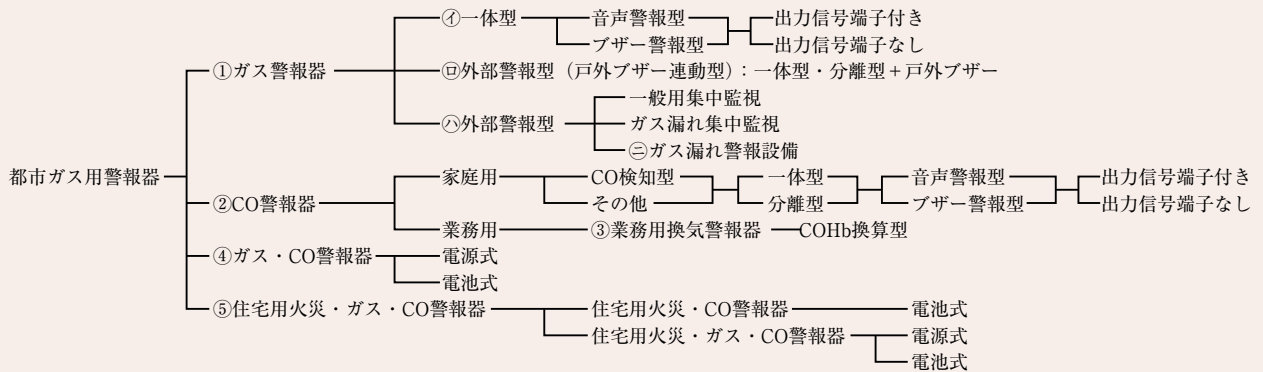 ㋑一体型 音声警報型 出力信号端子付き
ブザー警報型 出力信号端子なし
①ガス警報器 ㋺外部警報型（戸外ブザー連動型）：一体型・分離型＋戸外ブザー
一般用集中監視
㋩外部警報型 ガス漏れ集中監視
㋥ガス漏れ警報設備
都市ガス用警報器 家庭用 CO検知型 一体型 音声警報型 出力信号端子付き
②CO警報器 その他 分離型 ブザー警報型 出力信号端子なし
業務用 ③業務用換気警報器 COHb換算型
④ガス・CO警報器 電源式
電池式
⑤住宅用火災・ガス・CO警報器 住宅用火災・CO警報器 電池式
住宅用火災・ガス・CO警報器 電源式
電池式